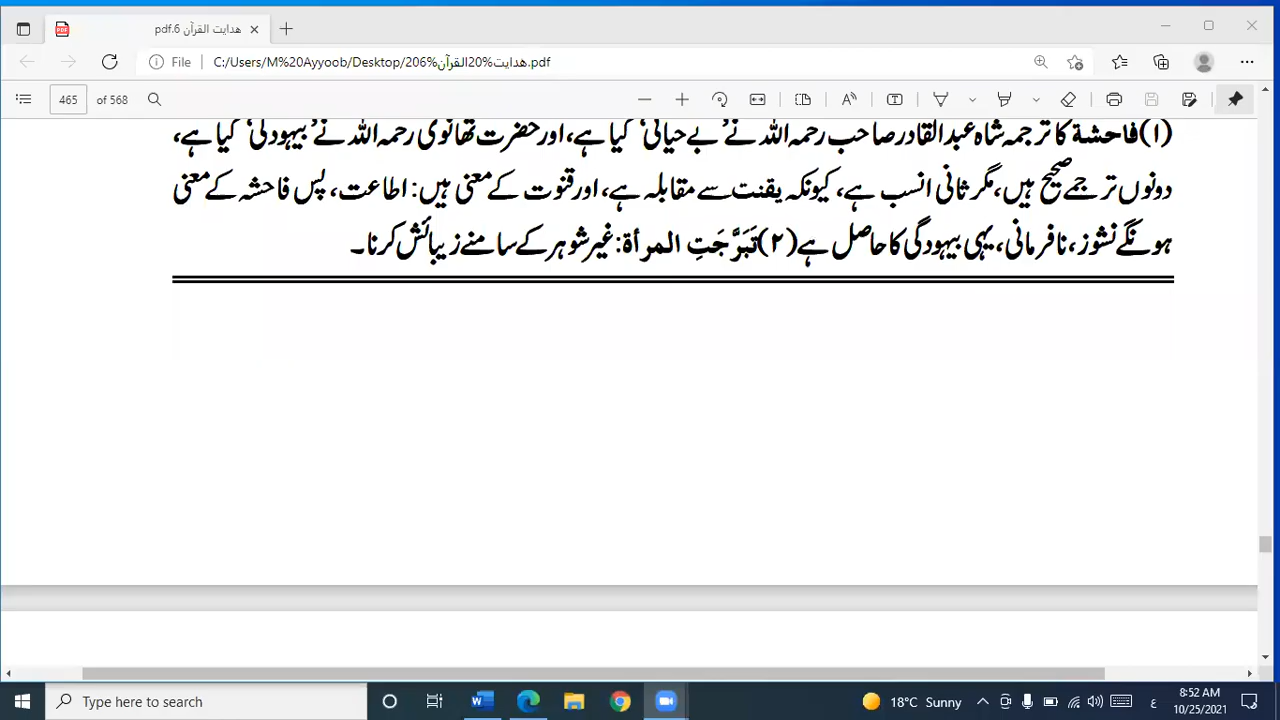 هدایت القرآن 6.pdf
File
C:/Users/M%20Ayyoob/Desktop/206%هدایت%20القرآن.pdf
465 of 568
(۱) فاحشة کا ترجمہ شاہ عبدالقادر صاحب رحمہ اللہ نے ’بے حیائی‘ کیا ہے، اور حضرت تھانوی رحمہ اللہ نے ’بیہودگی‘ کیا ہے،
دونوں ترجمے صحیح ہیں، مگر ثانی انسب ہے، کیونکہ یقنت سے مقابلہ ہے، اور قنوت کے معنی ہیں: اطاعت، پس فاحشہ کے معنی
ہونگے نشوز، نافرمانی، یہی بیہودگی کا حاصل ہے (۲) تَبَرَّجَتِ المرأة: غیر شوہر کے سامنے زیبائش کرنا۔
Type here to search
18°C Sunny
ع
8:52 AM
10/25/2021